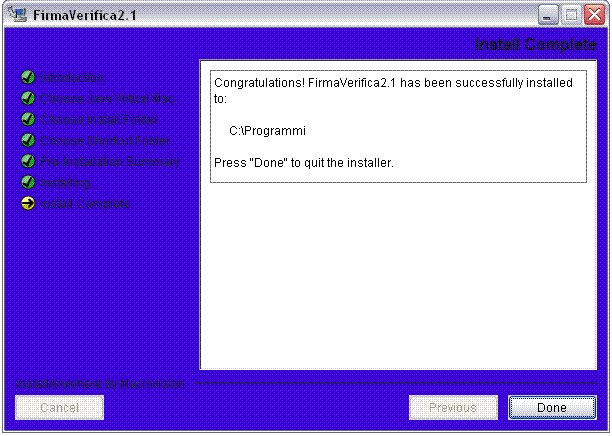 FirmaVerifica2.1
Install Complete
Introduction
Choose Java Virtual Mac...
Choose Install Folder
Choose Shortcut Folder
Pre-Installation Summary
Installing...
Install Complete
Congratulations! FirmaVerifica2.1 has been successfully installed
to:
C:\Programmi
Press "Done" to quit the installer.
InstallAnywhere by Macrovision
Cancel
Previous
Done